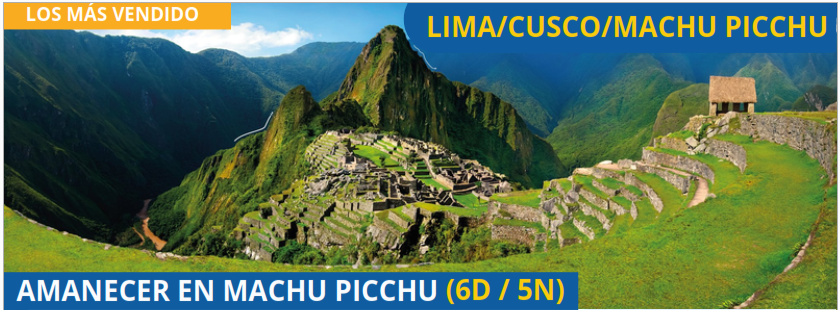 LOS MÁS VENDIDO
LIMA/CUSCO/MACHU PICCHU
AMANECER EN MACHU PICCHU (6D / 5N)